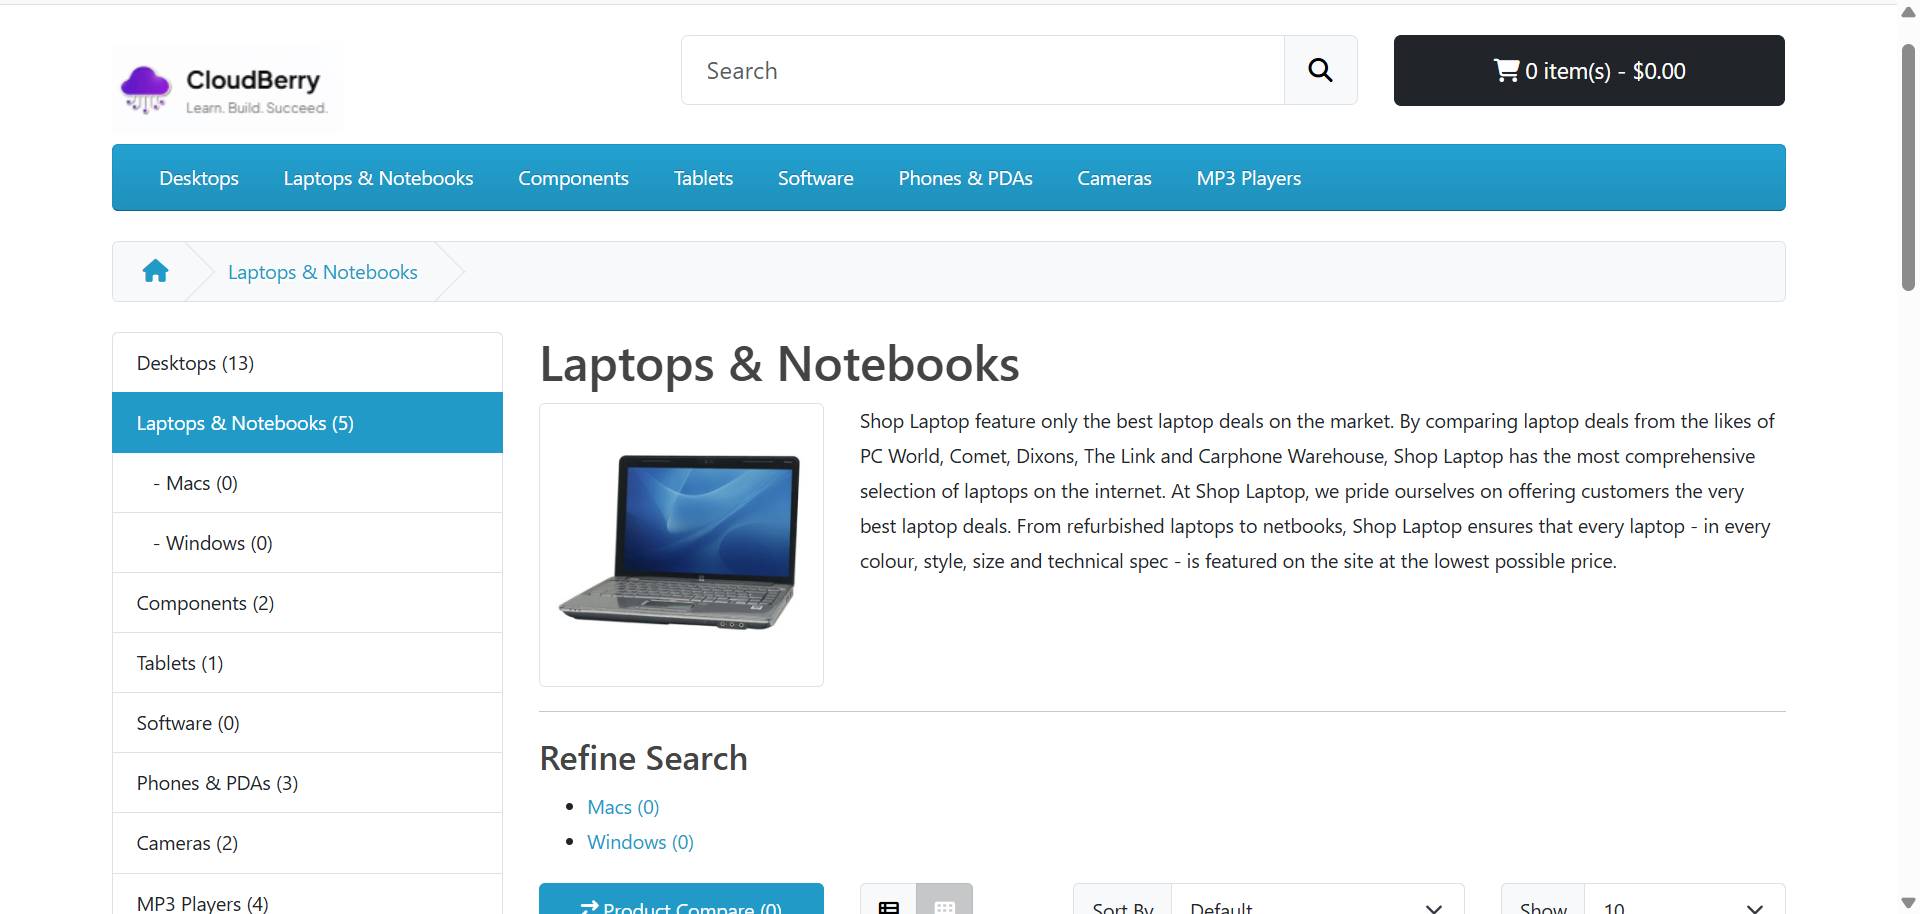 CloudBerry
Learn. Build. Succeed.
Search
0 item(s) - $0.00
Desktops
Laptops & Notebooks
Components
Tablets
Software
Phones & PDAs
Cameras
MP3 Players
Laptops & Notebooks
Desktops (13)
Laptops & Notebooks (5)
- Macs (0)
- Windows (0)
Components (2)
Tablets (1)
Software (0)
Phones & PDAs (3)
Cameras (2)
MP3 Players (4)
Laptops & Notebooks
Shop Laptop feature only the best laptop deals on the market. By comparing laptop deals from the likes of
PC World, Comet, Dixons, The Link and Carphone Warehouse, Shop Laptop has the most comprehensive
selection of laptops on the internet. At Shop Laptop, we pride ourselves on offering customers the very
best laptop deals. From refurbished laptops to netbooks, Shop Laptop ensures that every laptop - in every
colour, style, size and technical spec - is featured on the site at the lowest possible price.
Refine Search
Macs (0)
Windows (0)
Product Compare (0)
Sort By
Default
Show
10